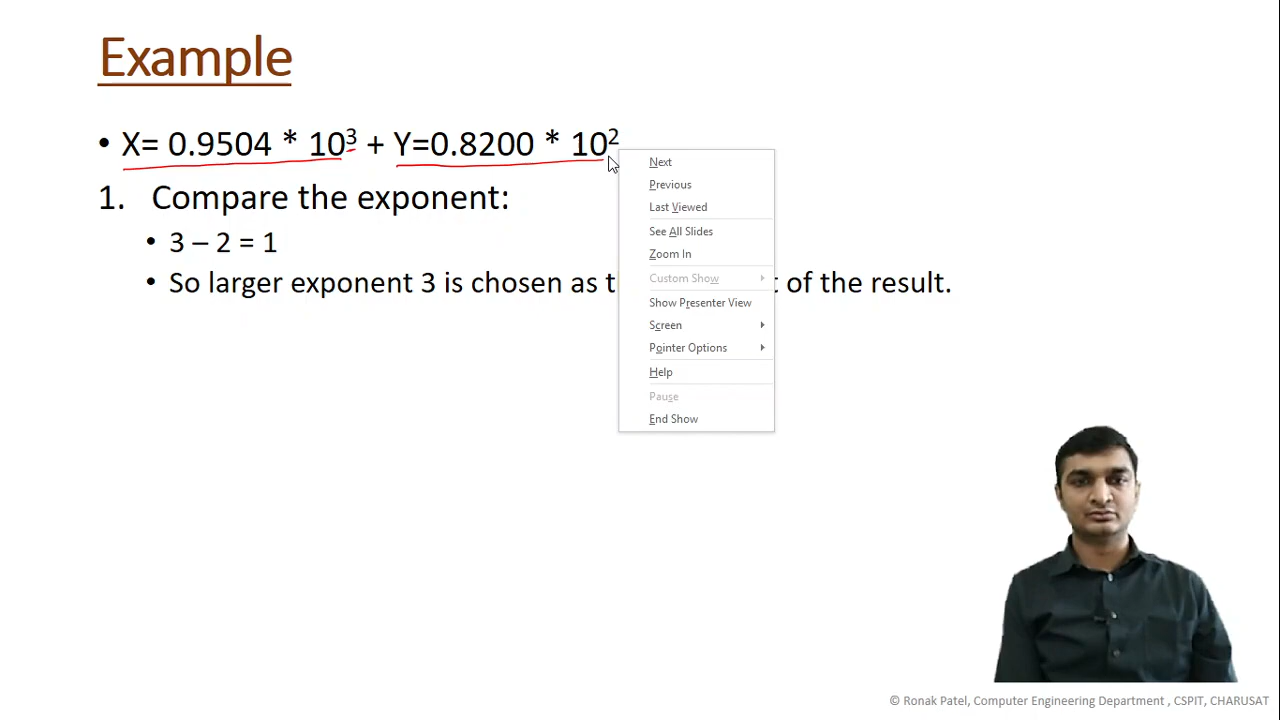 Example
• X= 0.9504 * 10³ + Y=0.8200 * 10²
1. Compare the exponent:
• 3 – 2 = 1
• So larger exponent 3 is chosen as t of the result.
Next
Previous
Last Viewed
See All Slides
Zoom In
Custom Show
Show Presenter View
Screen
Pointer Options
Help
Pause
End Show
© Ronak Patel, Computer Engineering Department , CSPIT, CHARUSAT